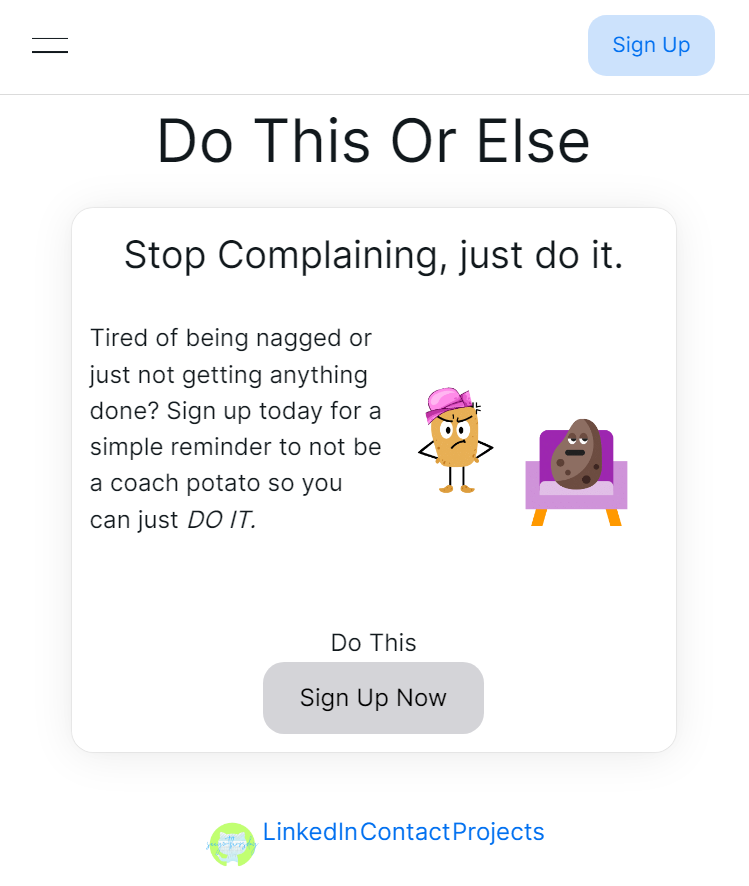 Sign Up
Do This Or Else
Stop Complaining, just do it.
Tired of being nagged or
just not getting anything
done? Sign up today for a
simple reminder to not be
a coach potato so you
can just DO IT.
Do This
Sign Up Now
LinkedIn Contact Projects